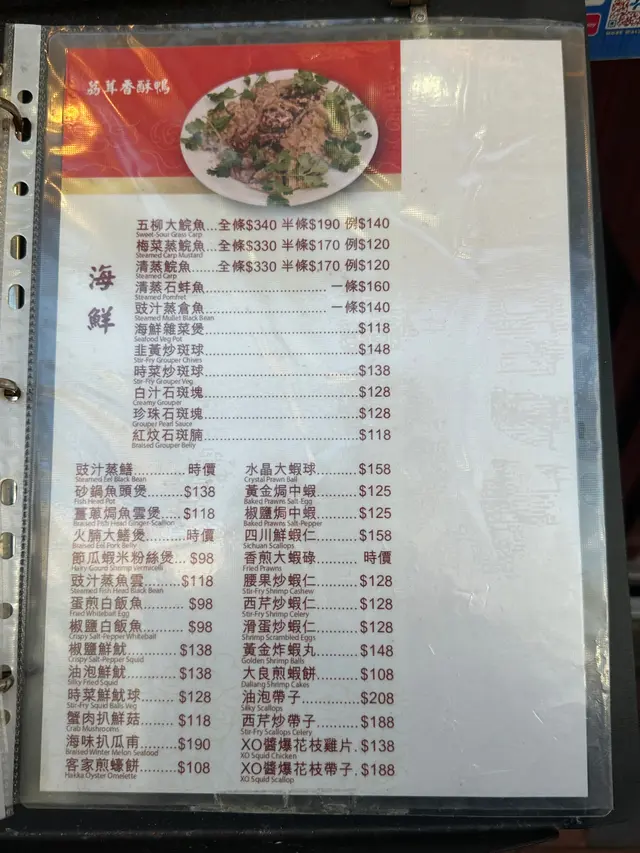 荔茸香酥鴨
海鮮
五柳大鯇魚...全條$340 半條$190 例$140
Sweet-Sour Grass Carp
梅菜蒸鯇魚...全條$330 半條$170 例$120
Steamed Carp Mustard
清蒸鯇魚......全條$330 半條$170 例$120
Steamed Carp
清蒸石蚌魚............................一條$160
Steamed Pomfret
豉汁蒸倉魚............................一條$140
Steamed Mullet Black Bean
海鮮雜菜煲...................................$118
Seafood Veg Pot
韭黃炒斑球...................................$148
Stir-Fry Grouper Chives
時菜炒斑球...................................$138
Stir-Fry Grouper Veg
白汁石斑塊...................................$128
Creamy Grouper
珍珠石斑塊...................................$128
Grouper Pearl Sauce
紅炆石斑腩...................................$118
Braised Grouper Belly
豉汁蒸鱔............時價
Steamed Eel Black Bean
砂鍋魚頭煲.........$138
Fish Head Pot
薑蔥焗魚雲煲...$118
Braised Fish Head Ginger-Scallion
火腩大鱔煲.........時價
Braised Eel Pork Belly
節瓜蝦米粉絲煲... $98
Hairy Gourd Shrimp Vermicelli
豉汁蒸魚雲.........$118
Steamed Fish Head Black Bean
蛋煎白飯魚......... $98
Fried Whitebait Egg
椒鹽白飯魚......... $98
Crispy Salt-Pepper Whitebait
椒鹽鮮魷............$138
Crispy Salt-Pepper Squid
油泡鮮魷............$138
Silky Fried Squid
時菜鮮魷球.........$128
Stir-Fry Squid Balls Veg
蟹肉扒鮮菇.........$118
Crab Mushrooms
海味扒瓜甫.........$190
Braised Winter Melon Seafood
客家煎蠔餅.........$108
Hakka Oyster Omelette
水晶大蝦球.........$158
Crystal Prawn Ball
黃金焗中蝦.........$125
Baked Prawns Salt-Egg
椒鹽焗中蝦.........$125
Baked Prawns Salt-Pepper
四川鮮蝦仁.........$158
Sichuan Scallops
香煎大蝦碌.........時價
Fried Prawns
腰果炒蝦仁.........$128
Stir-Fry Shrimp Cashew
西芹炒蝦仁.........$128
Stir-Fry Shrimp Celery
滑蛋炒蝦仁.........$128
Shrimp Scrambled Eggs
黃金炸蝦丸.........$148
Golden Shrimp Balls
大良煎蝦餅.........$108
Daliang Shrimp Cakes
油泡帶子............$208
Silky Scallops
西芹炒帶子.........$188
Stir-Fry Scallops Celery
XO醬爆花枝雞片.$138
XO Squid Chicken
XO醬爆花枝帶子.$188
XO Squid Scallop